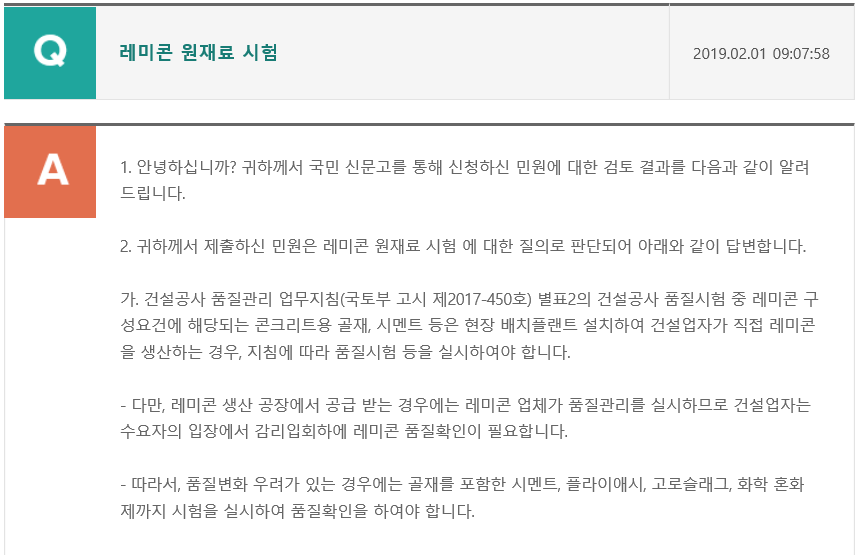 Q
레미콘 원재료 시험
2019.02.01 09:07:58
A
1. 안녕하십니까? 귀하께서 국민 신문고를 통해 신청하신 민원에 대한 검토 결과를 다음과 같이 알려
드립니다.
2. 귀하께서 제출하신 민원은 레미콘 원재료 시험 에 대한 질의로 판단되어 아래와 같이 답변합니다.
가. 건설공사 품질관리 업무지침(국토부 고시 제2017-450호) 별표2의 건설공사 품질시험 중 레미콘 구
성요건에 해당되는 콘크리트용 골재, 시멘트 등은 현장 배치플랜트 설치하여 건설업자가 직접 레미콘
을 생산하는 경우, 지침에 따라 품질시험 등을 실시하여야 합니다.
- 다만, 레미콘 생산 공장에서 공급 받는 경우에는 레미콘 업체가 품질관리를 실시하므로 건설업자는
수요자의 입장에서 감리입회하에 레미콘 품질확인이 필요합니다.
- 따라서, 품질변화 우려가 있는 경우에는 골재를 포함한 시멘트, 플라이애시, 고로슬래그, 화학 혼화
제까지 시험을 실시하여 품질확인을 하여야 합니다.